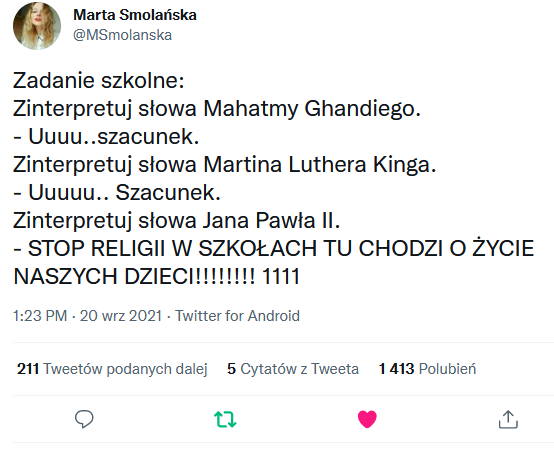 Marta Smolańska
@MSmolanska
Zadanie szkolne:
Zinterpretuj słowa Mahatmy Ghandiego.
- Uuuu..szacunek.
Zinterpretuj słowa Martina Luthera Kinga.
- Uuuuu.. Szacunek.
Zinterpretuj słowa Jana Pawła II.
- STOP RELIGII W SZKOŁACH TU CHODZI O ŻYCIE
NASZYCH DZIECI!!!!!!!! 1111
1:23 PM · 20 wrz 2021 · Twitter for Android
211 Tweetów podanych dalej 5 Cytatów z Tweeta 1 413 Polubień